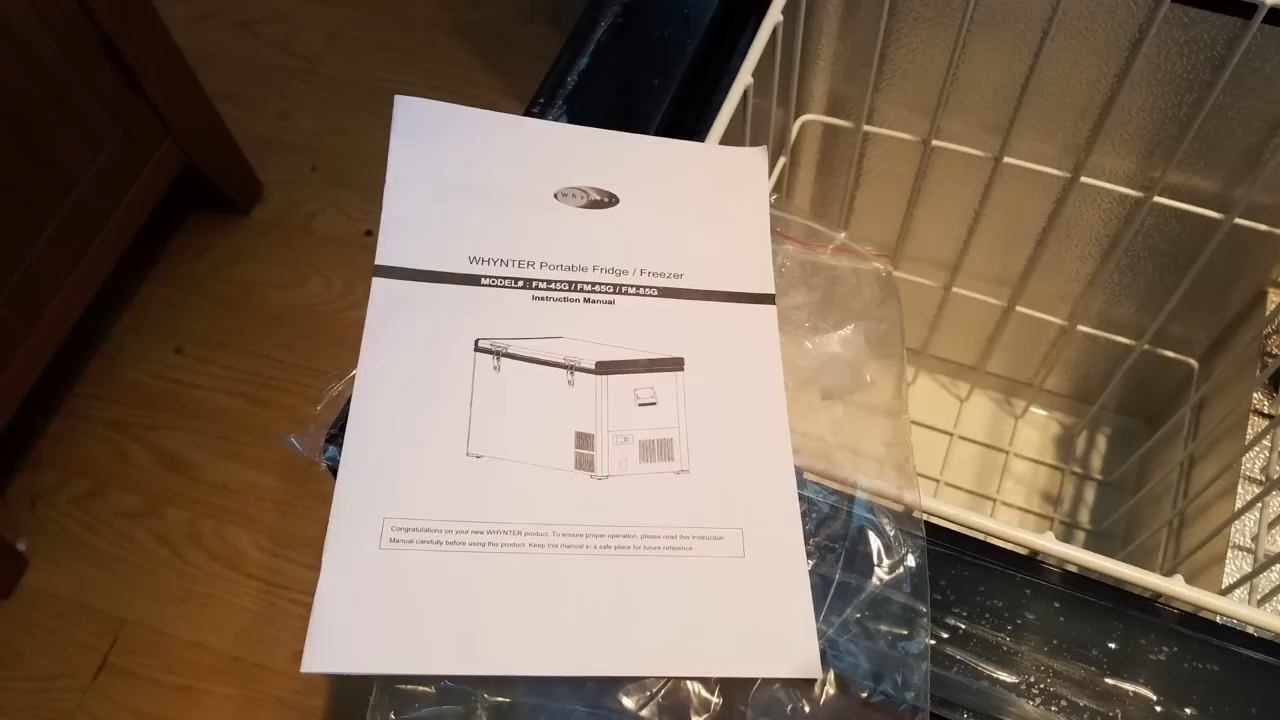 whynter
WHYNTER Portable Fridge / Freezer
MODEL# : FM-45G / FM-65G / FM-85G
Instruction Manual
Congratulations on your new WHYNTER product. To ensure proper operation, please read this Instruction
Manual carefully before using this product. Keep this manual in a safe place for future reference.